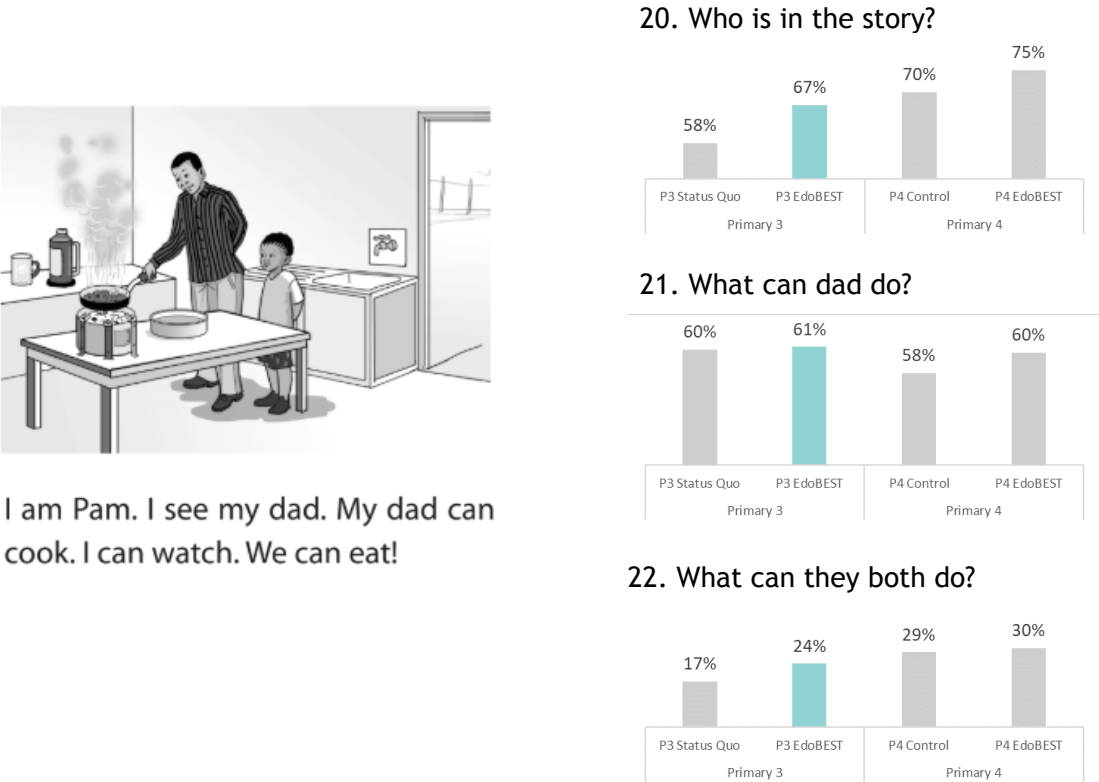 I am Pam. I see my dad. My dad can
cook. I can watch. We can eat!
20. Who is in the story?
58%
67%
70%
75%
P3 Status Quo
P3 EdoBEST
P4 Control
P4 EdoBEST
Primary 3
Primary 4
21. What can dad do?
60%
61%
58%
60%
P3 Status Quo
P3 EdoBEST
P4 Control
P4 EdoBEST
Primary 3
Primary 4
22. What can they both do?
17%
24%
29%
30%
P3 Status Quo
P3 EdoBEST
P4 Control
P4 EdoBEST
Primary 3
Primary 4